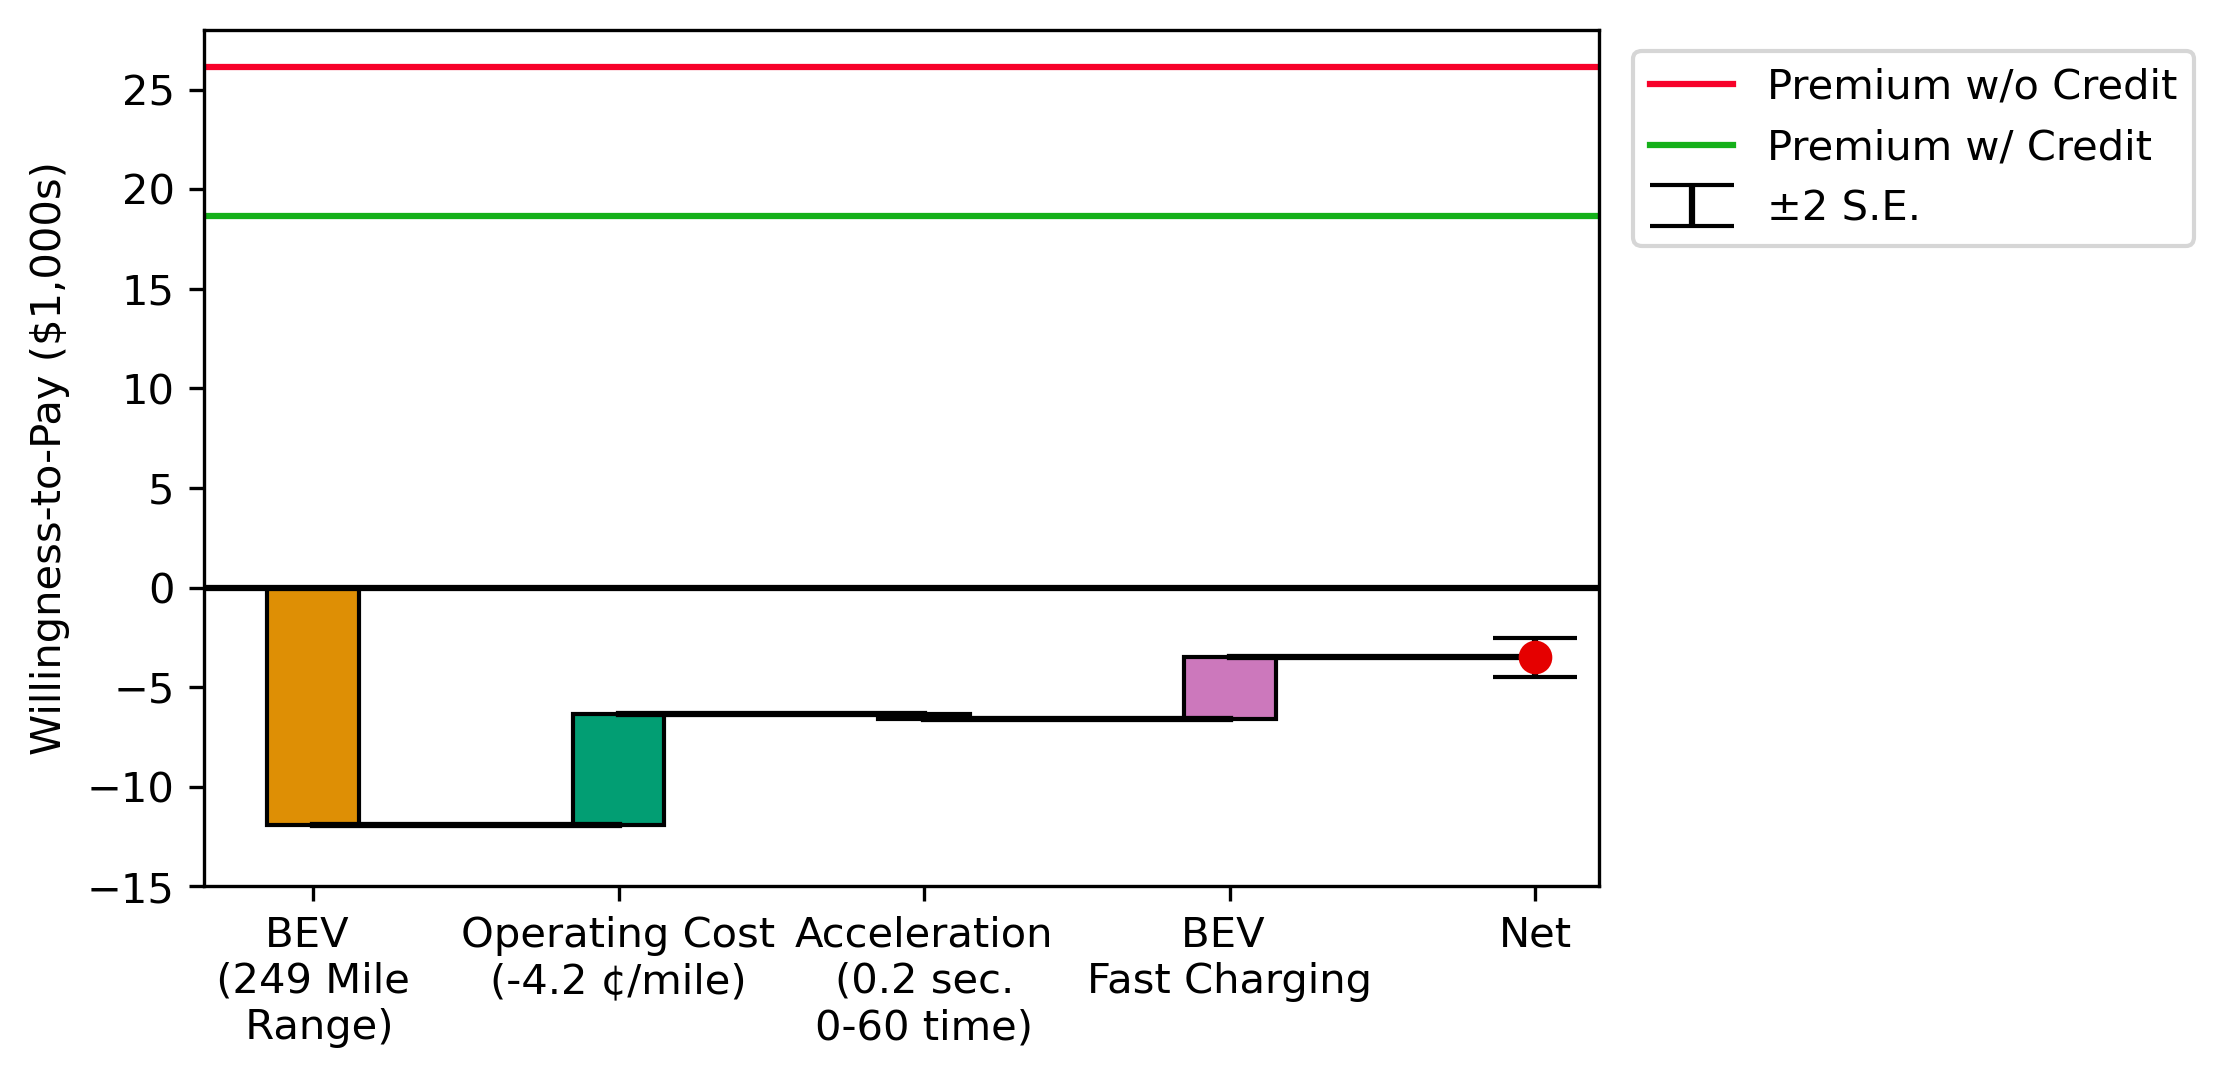 Willingness-to-Pay ($1,000s)
25
20
15
10
5
0
−5
−10
−15
BEV
(249 Mile
Range)
Operating Cost
(-4.2 ¢/mile)
Acceleration
(0.2 sec.
0-60 time)
BEV
Fast Charging
Net
Premium w/o Credit
Premium w/ Credit
±2 S.E.